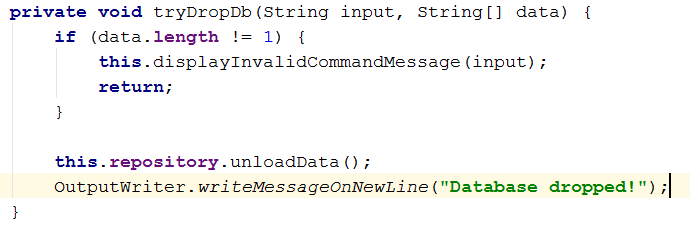 private void tryDropDb(String input, String[] data) {
    if (data.length != 1) {
        this.displayInvalidCommandMessage(input);
        return;
    }

    this.repository.unloadData();
    OutputWriter.writeMessageOnNewLine("Database dropped!");
}